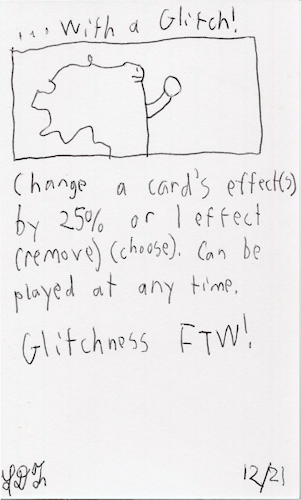 ... with a Glitch!
Change a card's effect(s)
by 25% or 1 effect
(remove) (choose). Can be
played at any time.
Glitchness FTW!
12/21